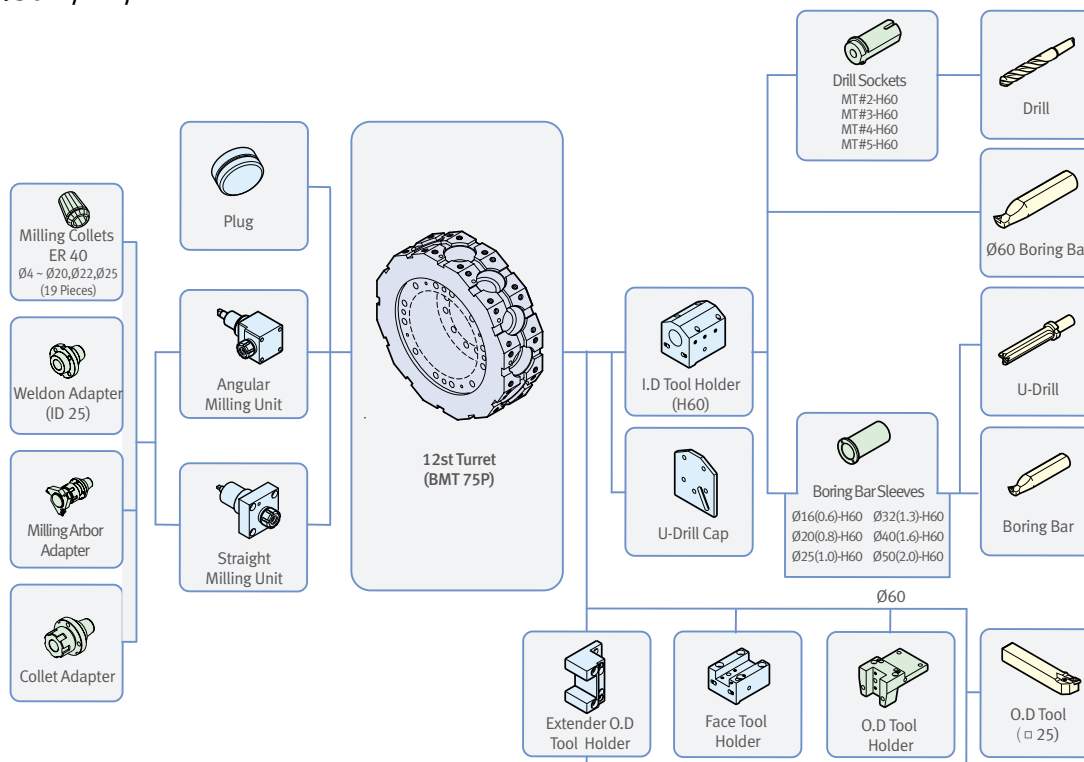 Drill Sockets
MT#2-H60
MT#3-H60
MT#4-H60
MT#5-H60
Drill
Plug
Milling Collets
ER 40
Ø4 ~ Ø20,Ø22,Ø25
(19 Pieces)
Ø60 Boring Ba
Weldon Adapter
(ID 25)
Angular
Milling Unit
12st Turret
(BMT 75P)
I.D Tool Holder
(H60)
U-Drill
Milling Arbor
Adapter
Straight
Milling Unit
U-Drill Cap
Boring Bar Sleeves
Ø16(0.6)-H60 Ø32(1.3)-H60
Ø20(0.8)-H60 Ø40(1.6)-H60
Ø25(1.0)-H60 Ø50(2.0)-H60
Boring Bar
Ø60
Collet Adapter
Extender O.D
Tool Holder
Face Tool
Holder
O.D Tool
Holder
O.D Tool
(□ 25)